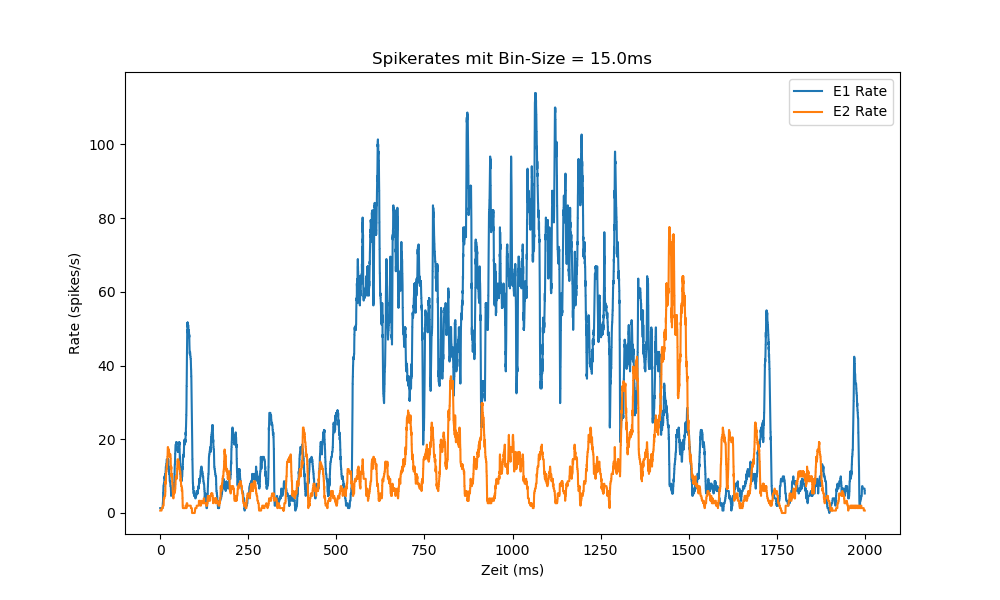 Spikerates mit Bin-Size = 15.0ms
E1 Rate
E2 Rate
Rate (spikes/s)
100
80
60
40
20
0
0 250 500 750 1000 1250 1500 1750 2000
Zeit (ms)